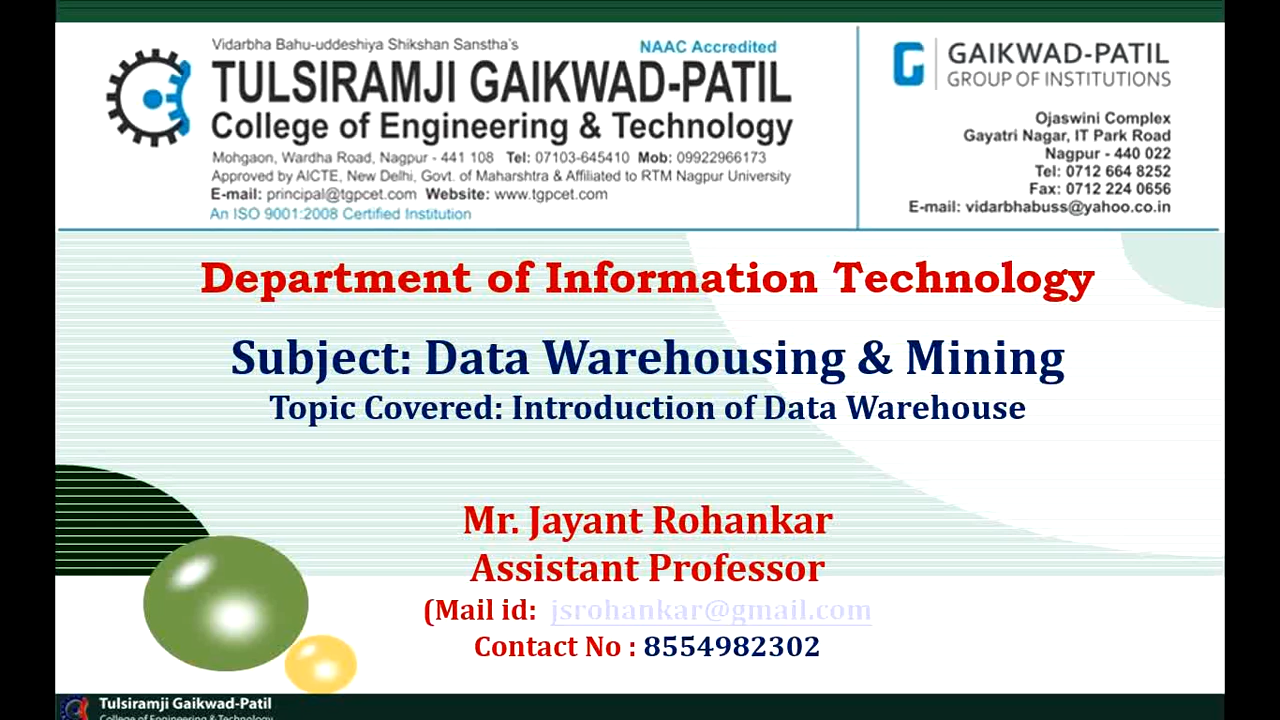 Vidarbha Bahu-uddeshiya Shikshan Sanstha's
NAAC Accredited
TULSIRAMJI GAIKWAD-PATIL
College of Engineering & Technology
Mohgaon, Wardha Road, Nagpur - 441 108 Tel: 07103-645410 Mob: 09922966173
Approved by AICTE, New Delhi, Govt. of Maharshtra & Affiliated to RTM Nagpur University
E-mail: principal@tgpcet.com Website: www.tgpcet.com
An ISO 9001:2008 Certified Institution
GAIKWAD-PATIL
GROUP OF INSTITUTIONS
Ojaswini Complex
Gayatri Nagar, IT Park Road
Nagpur - 440 022
Tel: 0712 664 8252
Fax: 0712 224 0656
E-mail: vidarbhabuss@yahoo.co.in
Department of Information Technology
Subject: Data Warehousing & Mining
Topic Covered: Introduction of Data Warehouse
Mr. Jayant Rohankar
Assistant Professor
(Mail id: jsrohankar@gmail.com
Contact No : 8554982302
Tulsiramji Gaikwad-Patil
College of Engineering & Technology